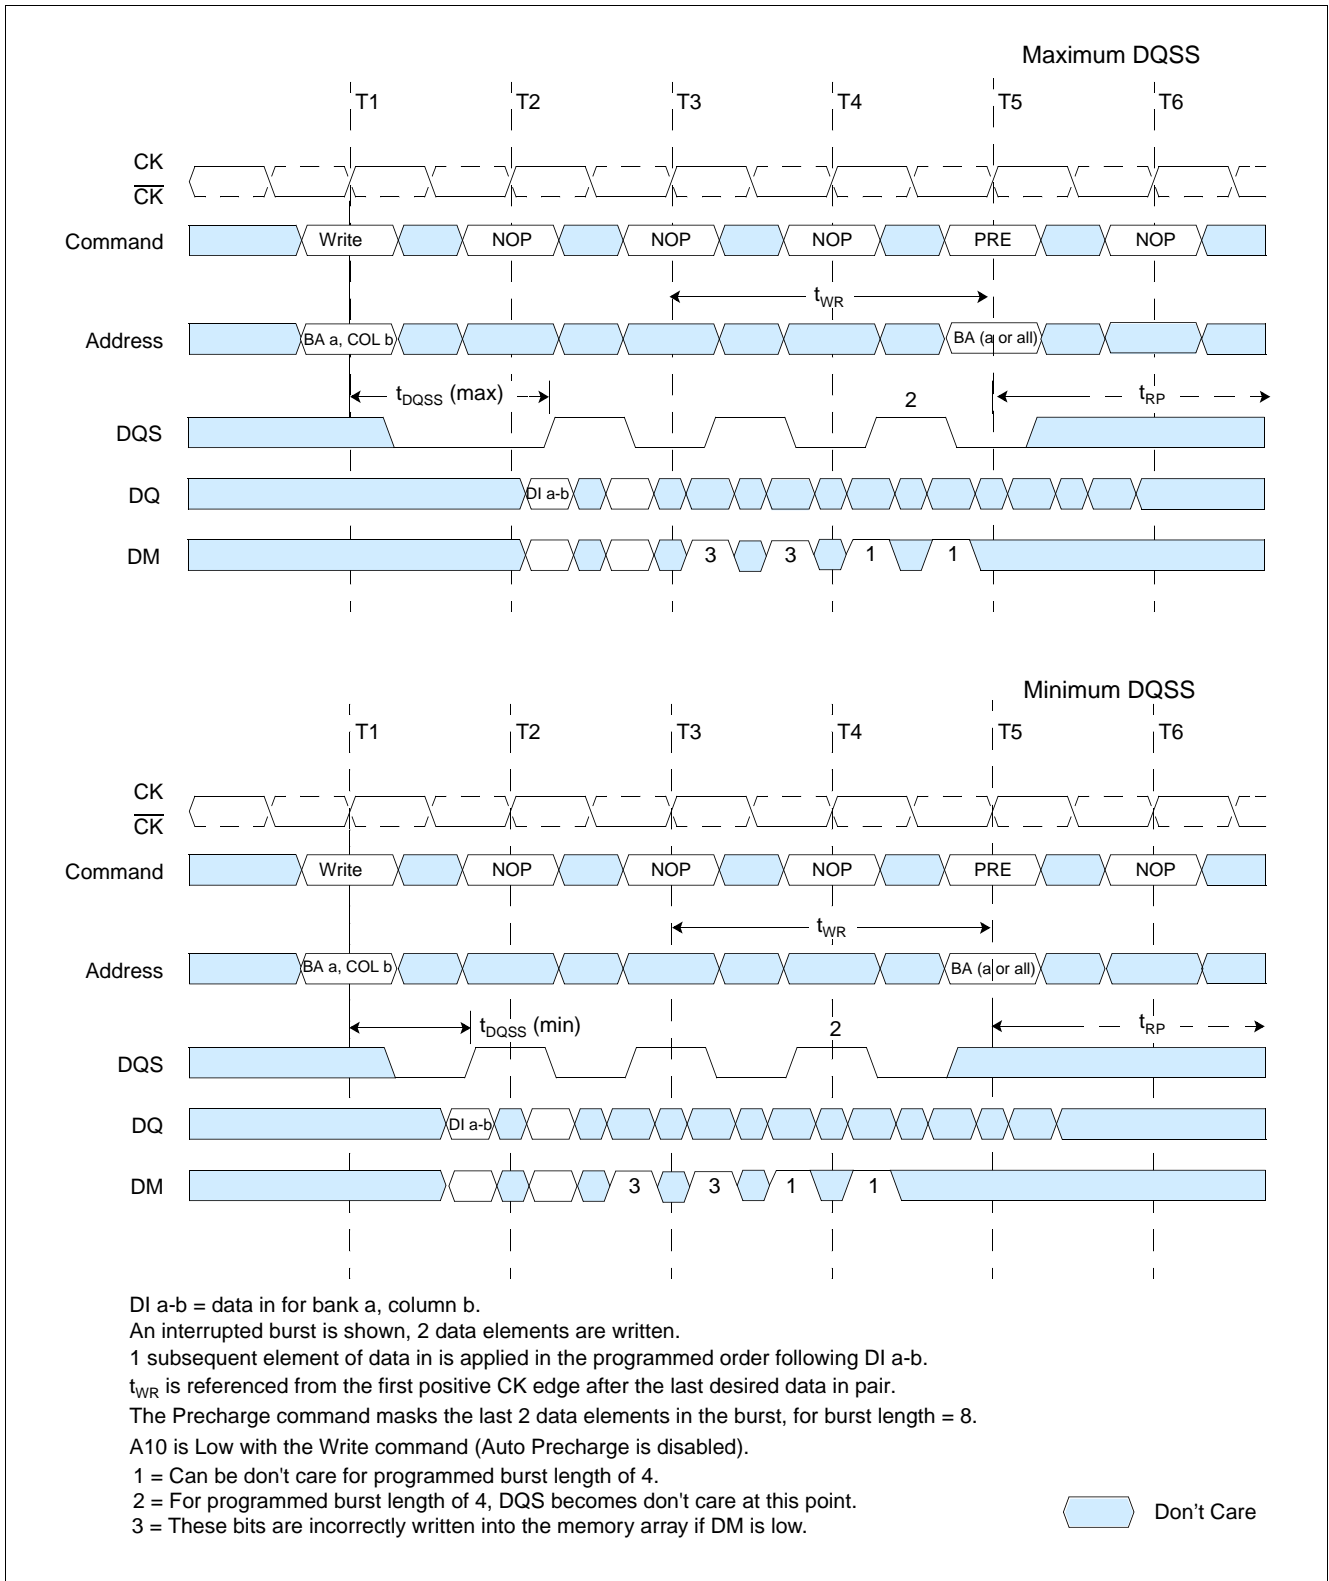 Maximum DQSS
T1 T2 T3 T4 T5 T6
CK
CK
Command Write NOP NOP NOP PRE NOP
tWR
Address BA a, COL b BA (a or all)
tDQSS (max) 2 tRP
DQS
DQ DI a-b
DM 3 3 1 1
Minimum DQSS
T1 T2 T3 T4 T5 T6
CK
CK
Command Write NOP NOP NOP PRE NOP
tWR
Address BA a, COL b BA (a or all)
tDQSS (min) 2 tRP
DQS
DQ DI a-b
DM 3 3 1 1
DI a-b = data in for bank a, column b.
An interrupted burst is shown, 2 data elements are written.
1 subsequent element of data in is applied in the programmed order following DI a-b.
tWR is referenced from the first positive CK edge after the last desired data in pair.
The Precharge command masks the last 2 data elements in the burst, for burst length = 8.
A10 is Low with the Write command (Auto Precharge is disabled).
1 = Can be don't care for programmed burst length of 4.
2 = For programmed burst length of 4, DQS becomes don't care at this point.
3 = These bits are incorrectly written into the memory array if DM is low.
Don't Care